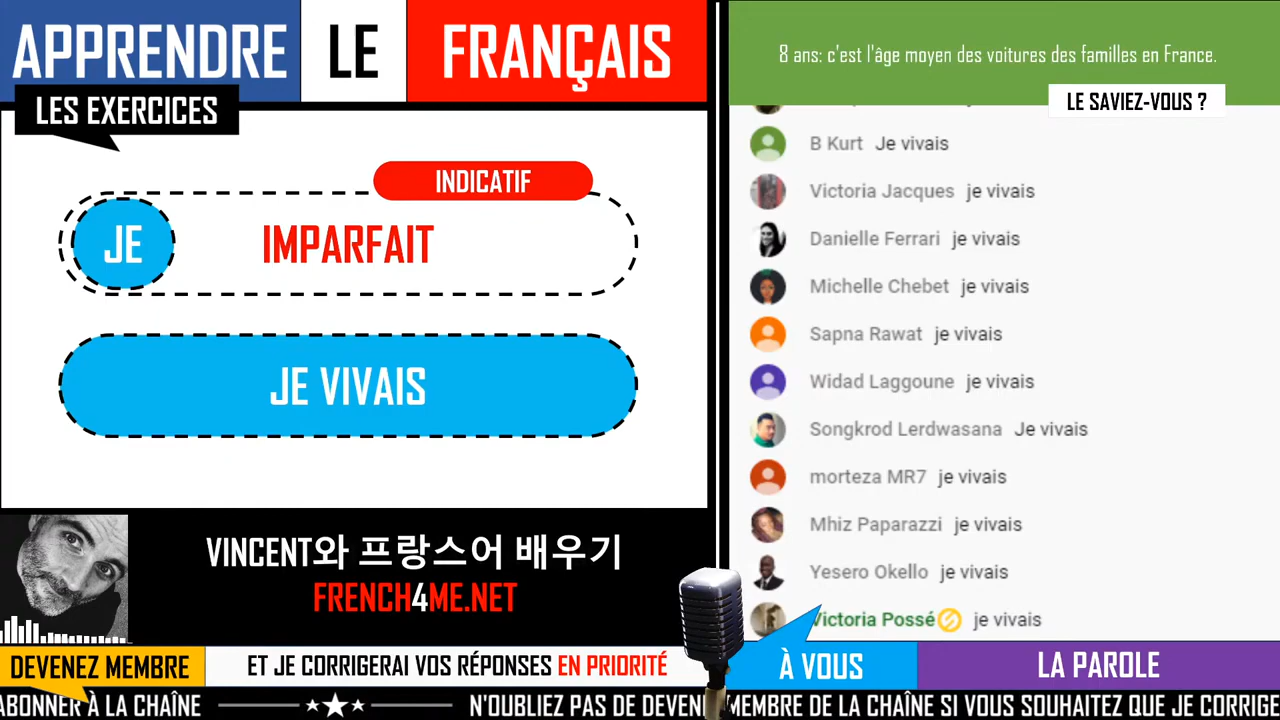 APPRENDRE LE FRANÇAIS
LES EXERCICES
INDICATIF
JE IMPARFAIT
JE VIVAIS
VINCENT와 프랑스어 배우기
FRENCH4ME.NET
DEVENEZ MEMBRE ET JE CORRIGERAI VOS RÉPONSES EN PRIORITÉ
8 ans: c'est l'âge moyen des voitures des familles en France.
LE SAVIEZ-VOUS ?
B Kurt Je vivais
Victoria Jacques je vivais
Danielle Ferrari je vivais
Michelle Chebet je vivais
Sapna Rawat je vivais
Widad Laggoune je vivais
Songkrod Lerdwasana Je vivais
morteza MR7 je vivais
Mhiz Paparazzi je vivais
Yesero Okello je vivais
Victoria Possé je vivais
À VOUS LA PAROLE
ABONNER À LA CHAÎNE N'OUBLIEZ PAS DE DEVENI MEMBRE DE LA CHAÎNE SI VOUS SOUHAITEZ QUE JE CORRIGE